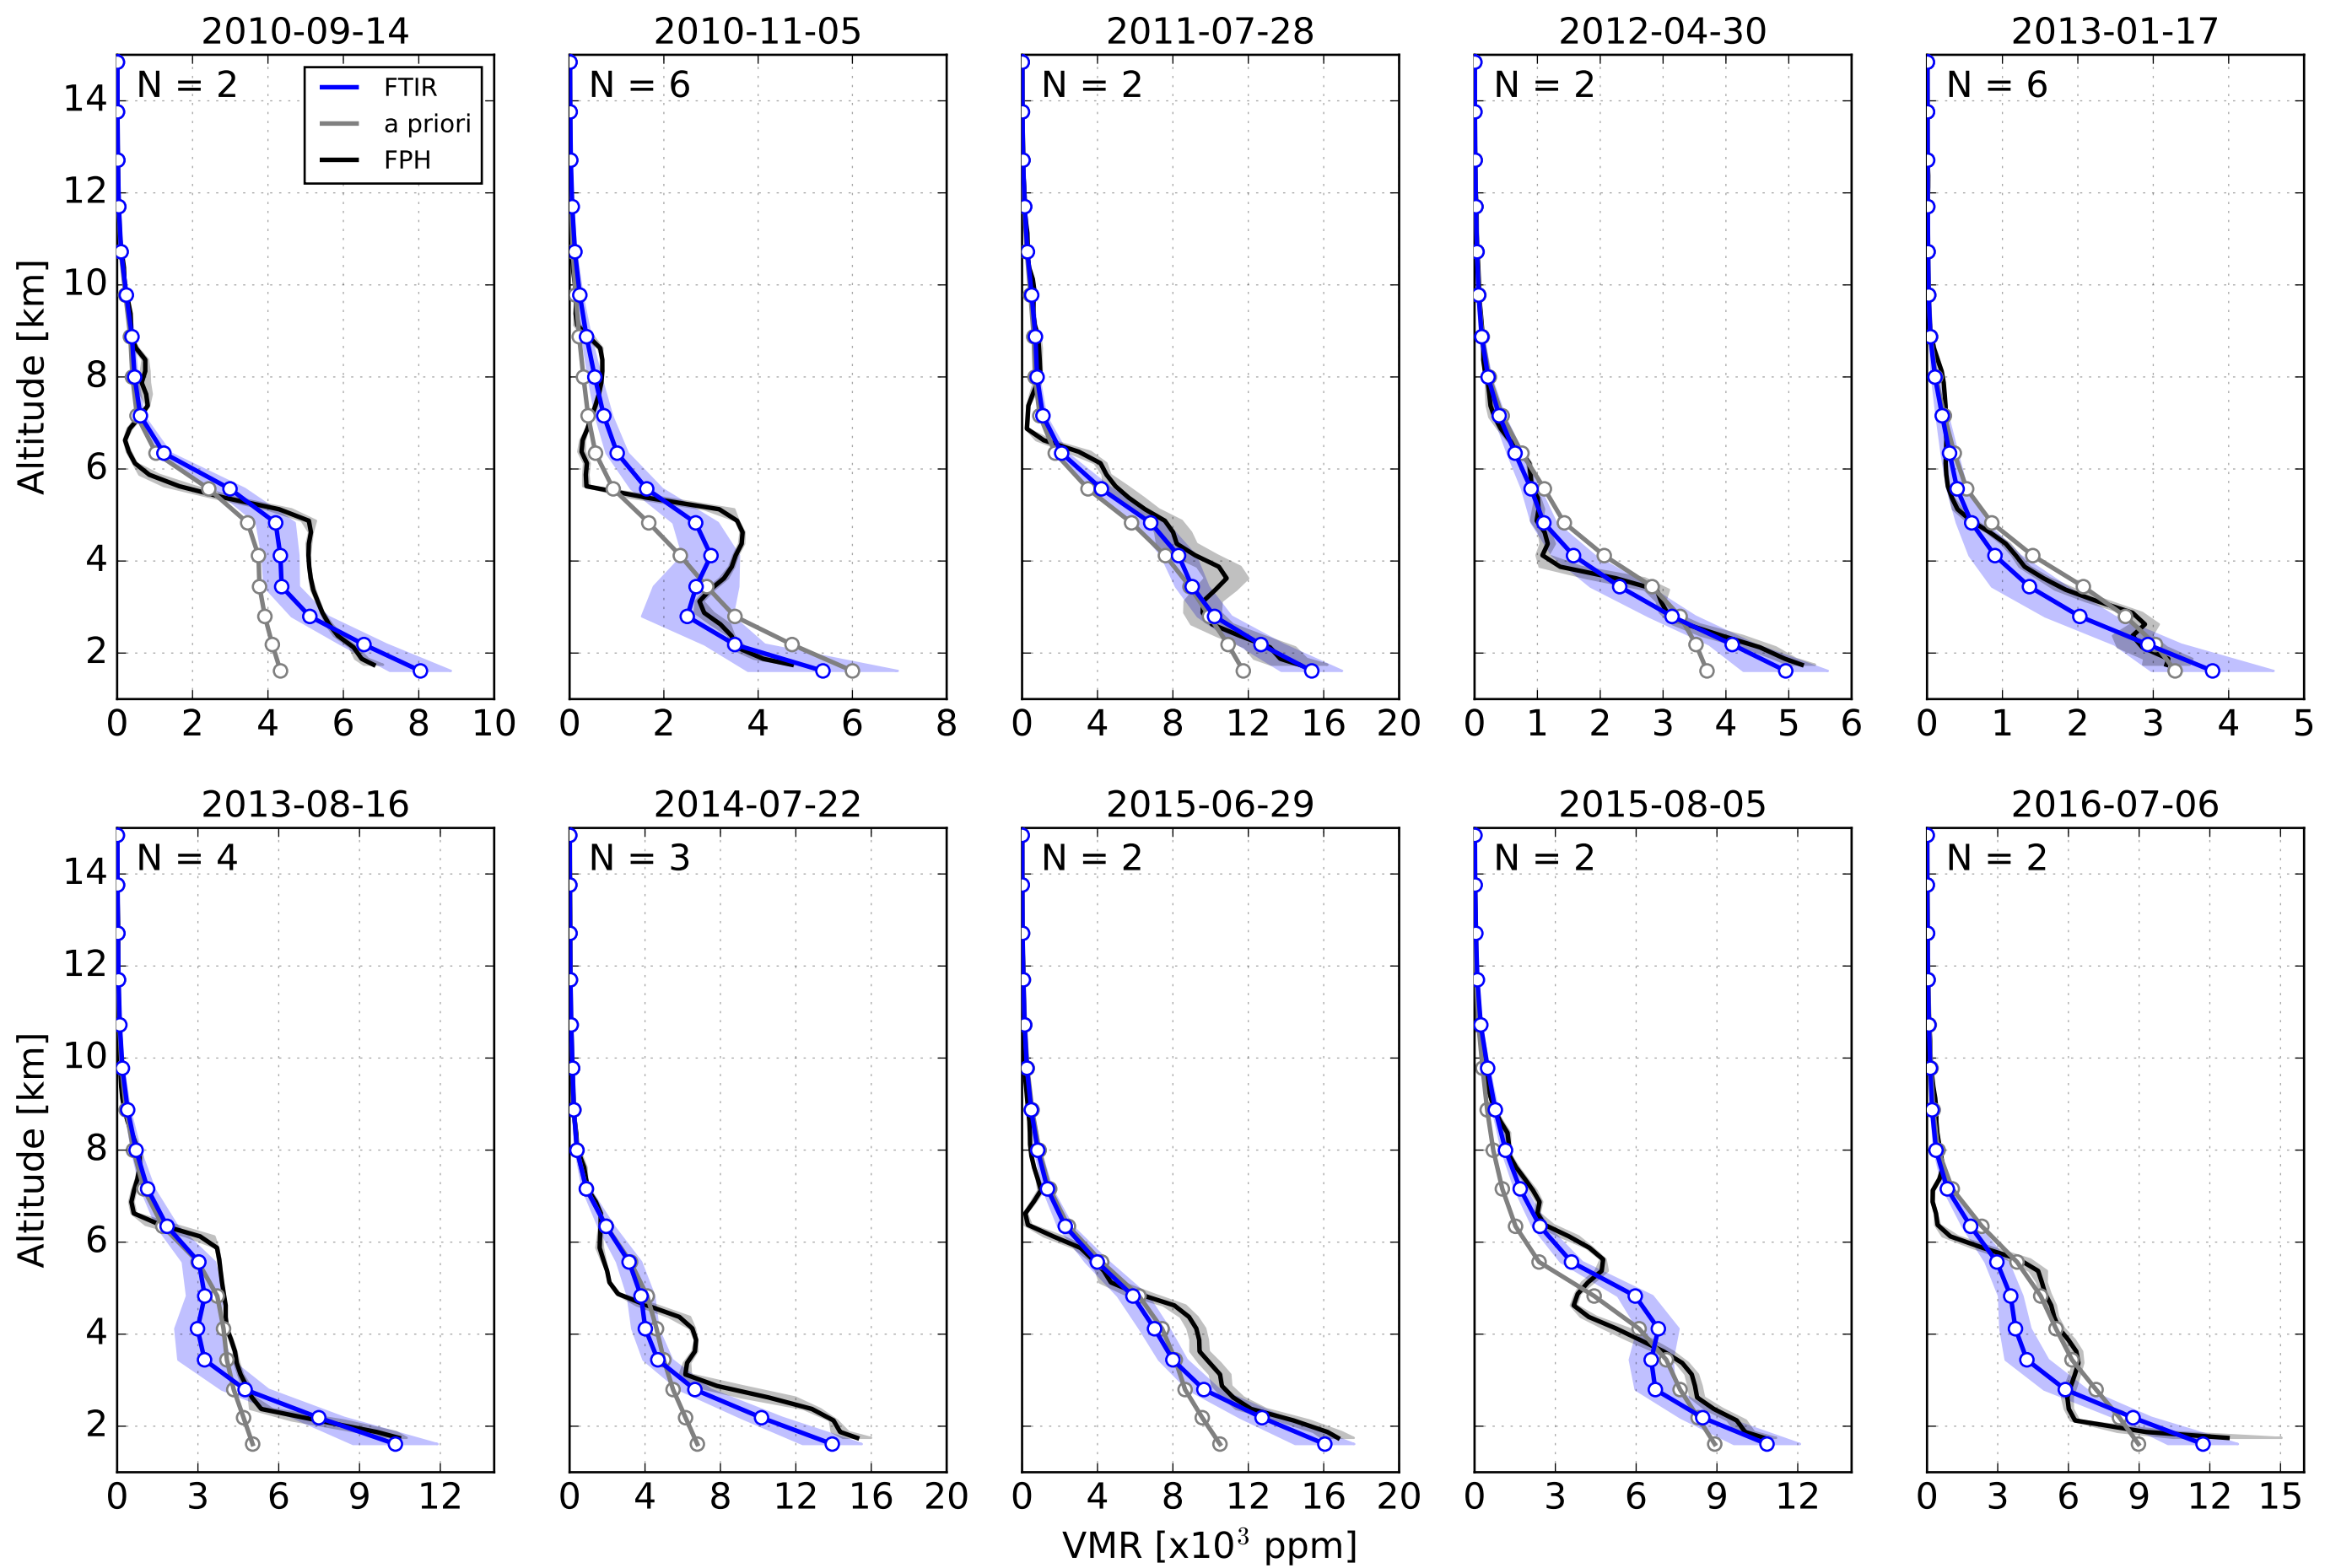 2010-09-14 2010-11-05 2011-07-28 2012-04-30 2013-01-17
N = 2 N = 6 N = 2 N = 2 N = 6
FTIR
a priori
FPH
Altitude [km]
14
12
10
8
6
4
2
0 2 4 6 8 10 0 2 4 6 8 0 4 8 12 16 20 0 1 2 3 4 5 6 0 1 2 3 4 5
2013-08-16 2014-07-22 2015-06-29 2015-08-05 2016-07-06
N = 4 N = 3 N = 2 N = 2 N = 2
Altitude [km]
14
12
10
8
6
4
2
0 3 6 9 12 0 4 8 12 16 20 0 4 8 12 16 20 0 3 6 9 12 0 3 6 9 12 15
VMR [x10³ ppm]